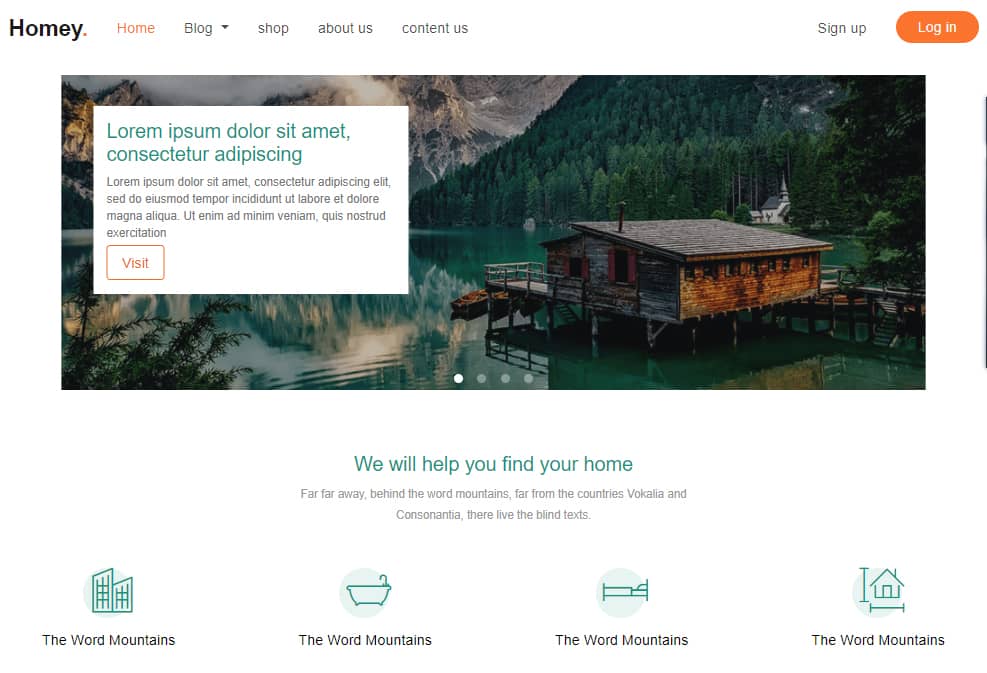 Homey. Home Blog shop about us content us Sign up Log in
Lorem ipsum dolor sit amet,
consectetur adipiscing
Lorem ipsum dolor sit amet, consectetur adipiscing elit,
sed do eiusmod tempor incididunt ut labore et dolore
magna aliqua. Ut enim ad minim veniam, quis nostrud
exercitation
Visit
We will help you find your home
Far far away, behind the word mountains, far from the countries Vokalia and
Consonantia, there live the blind texts.
The Word Mountains The Word Mountains The Word Mountains The Word Mountains